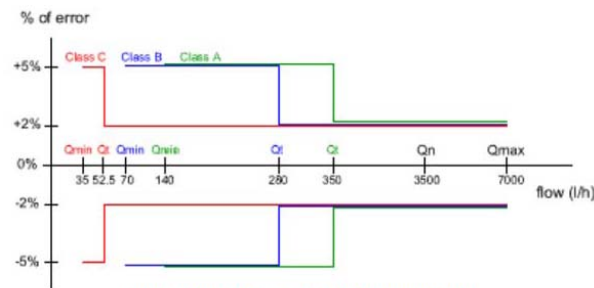 % of error
Class C Class B Class A
+5%
+2%
Qmin Qt Qmin Qmin Qt Qt Qn Qmax
0%
35 52.5 70 140 280 350 3500 7000
-2%
flow (l/h)
-5%